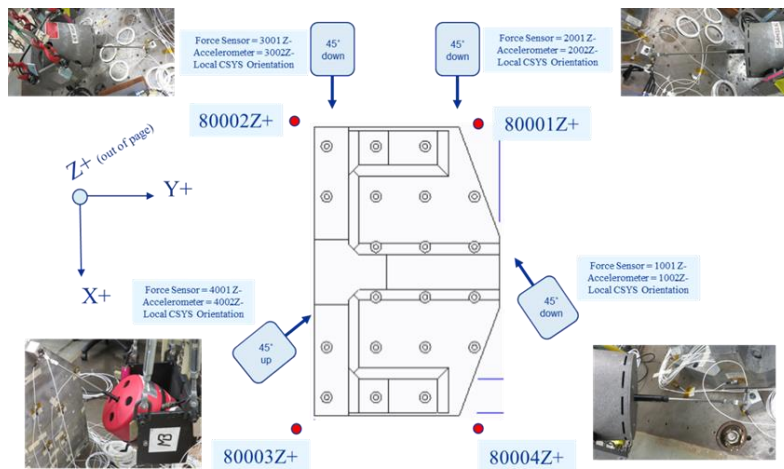 Force Sensor = 3001 Z-
Accelerometer = 3002Z-
Local CSYS Orientation
45°
down
45°
down
Force Sensor = 2001 Z-
Accelerometer = 2002Z-
Local CSYS Orientation
80002Z+
80001Z+
Z+ (out of page)
Y+
X+
Force Sensor = 4001 Z-
Accelerometer = 4002Z-
Local CSYS Orientation
45°
up
45°
down
Force Sensor = 1001 Z-
Accelerometer = 1002Z-
Local CSYS Orientation
80003Z+
80004Z+